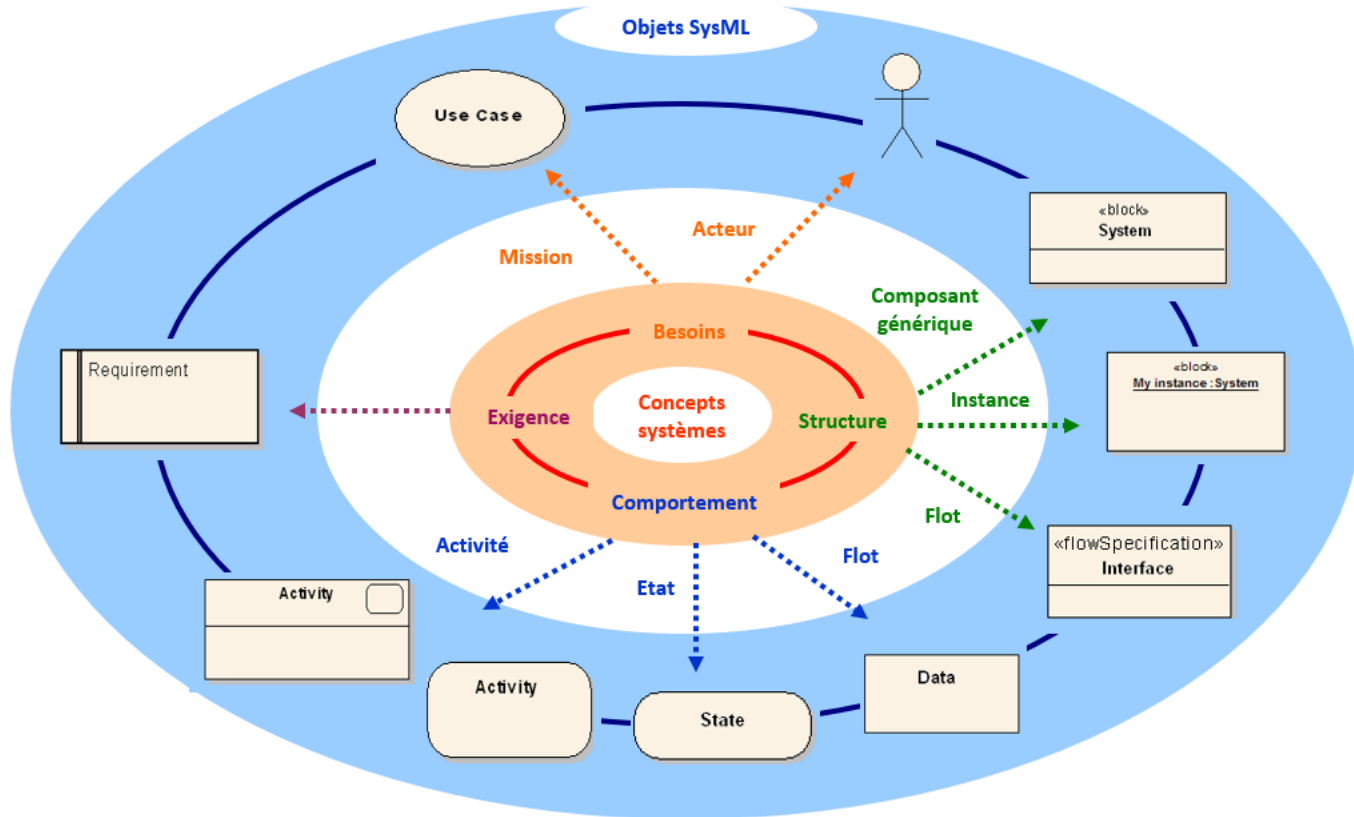 Objets SysML
Use Case
«block»
System
Acteur
Mission
Composant
générique
Besoins
Requirement
«block»
My instance :System
Instance
Exigence
Concepts
systèmes
Structure
Comportement
Flot
Activité
Flot
Etat
«flowSpecification»
Interface
Activity
Activity
State
Data